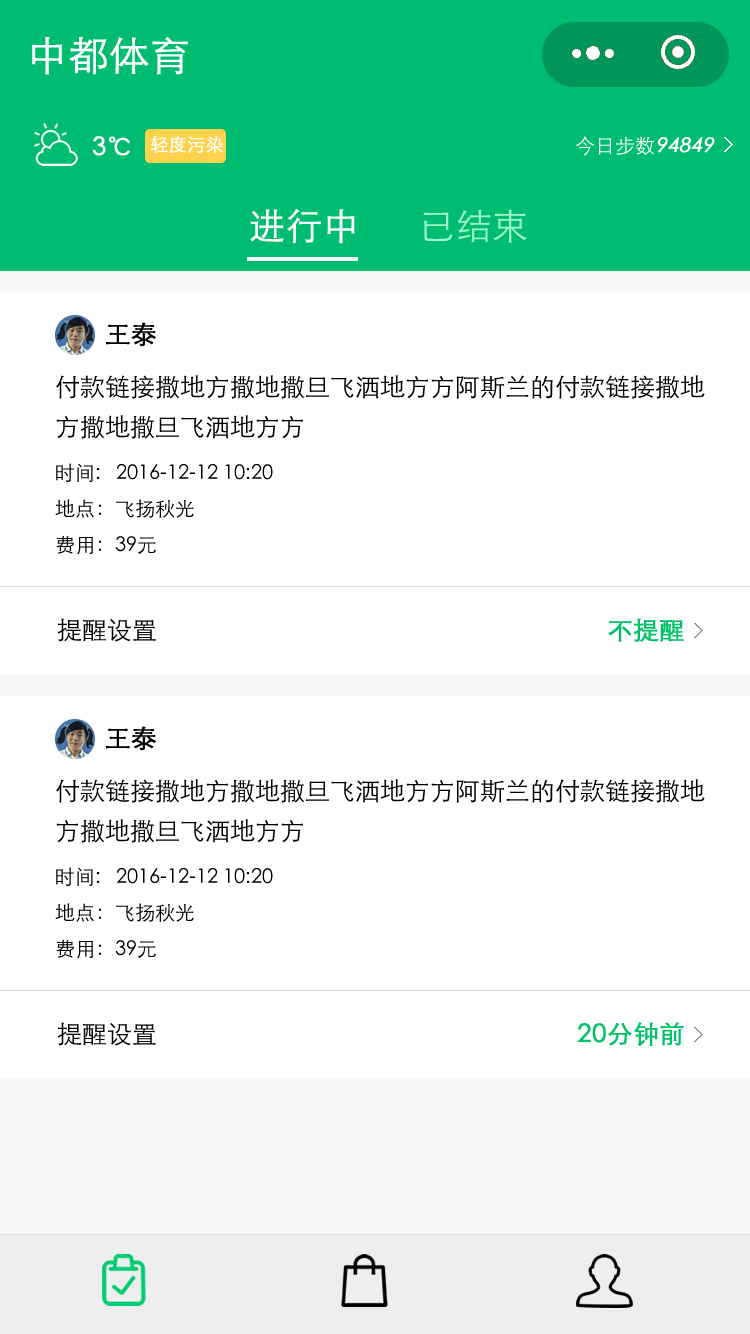 中都体育
3℃ 轻度污染 今日步数94849
进行中 已结束
王泰
付款链接撒地方撒地撒旦飞洒地方方阿斯兰的付款链接撒地
方撒地撒旦飞洒地方方
时间: 2016-12-12 10:20
地点: 飞扬秋光
费用: 39元
提醒设置 不提醒
王泰
付款链接撒地方撒地撒旦飞洒地方方阿斯兰的付款链接撒地
方撒地撒旦飞洒地方方
时间: 2016-12-12 10:20
地点: 飞扬秋光
费用: 39元
提醒设置 20分钟前